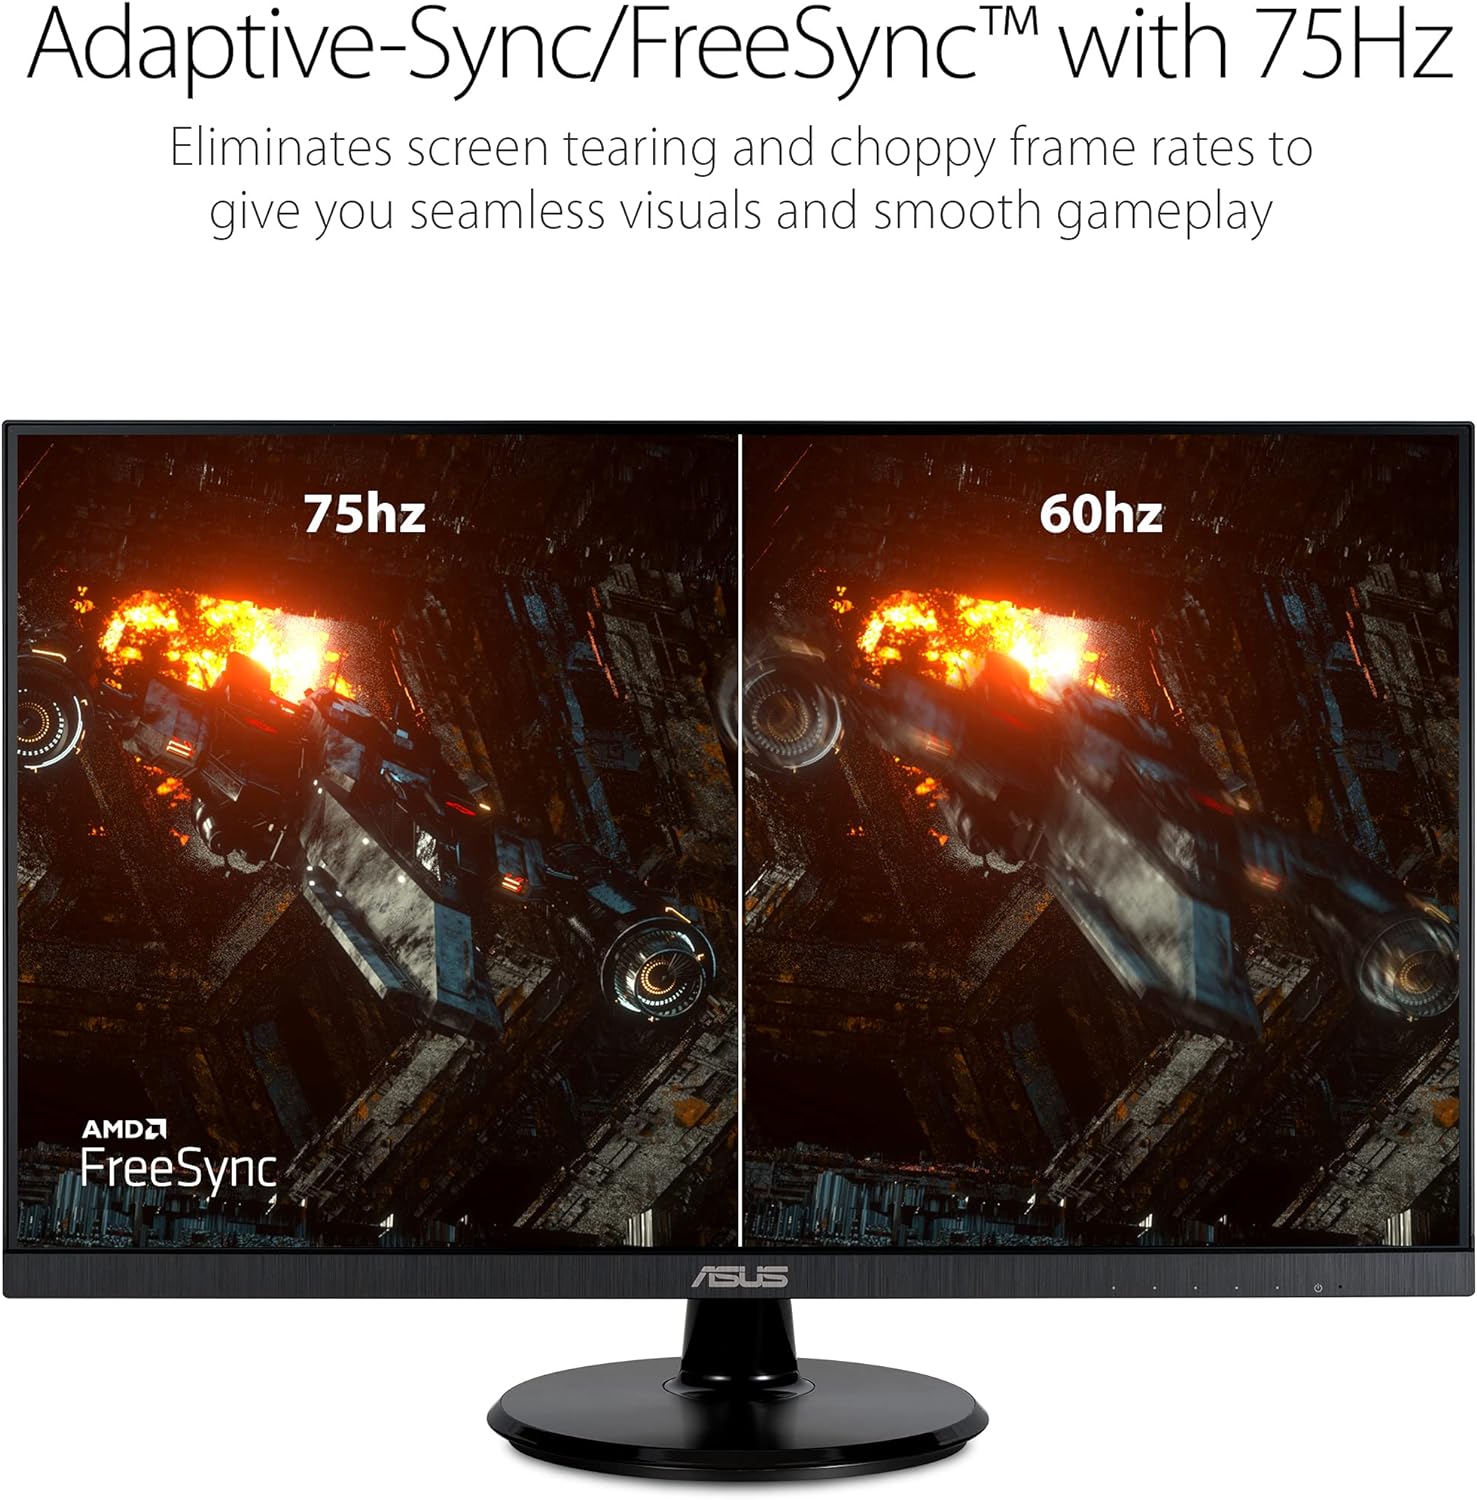 Adaptive-Sync/FreeSync™ with 75Hz
Eliminates screen tearing and choppy frame rates to
give you seamless visuals and smooth gameplay
75hz
60hz
AMD
FreeSync
ASUS